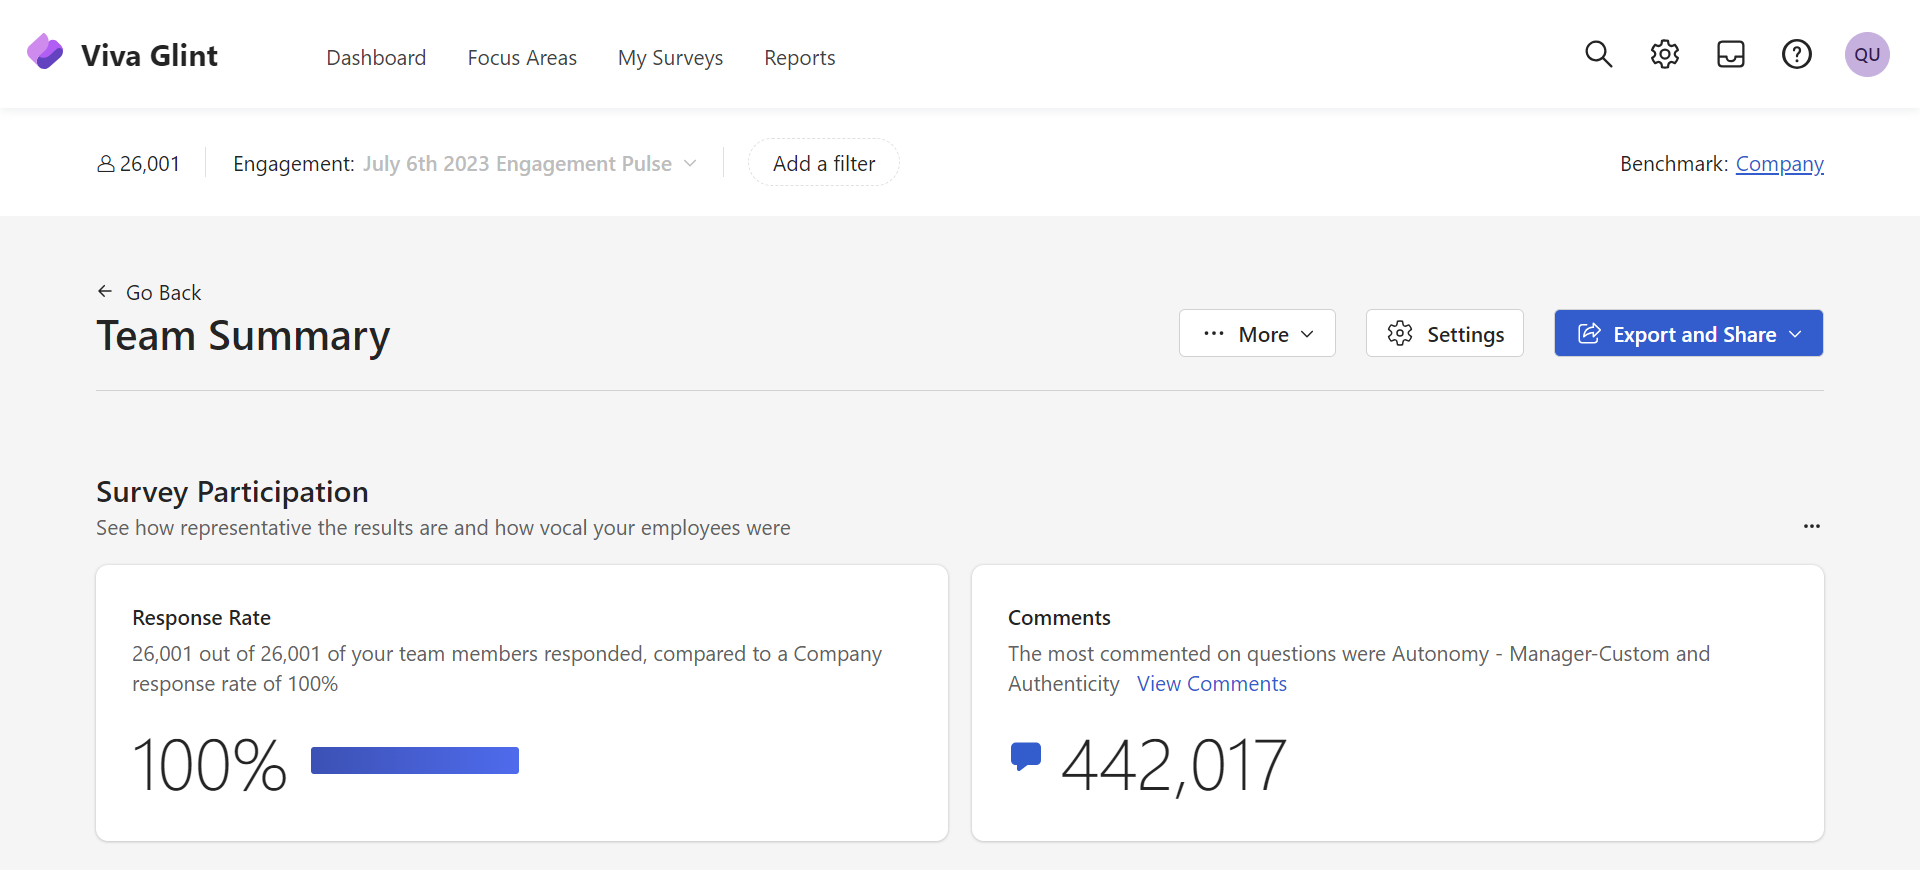 Viva Glint
Dashboard Focus Areas My Surveys Reports
QU
26,001 Engagement: July 6th 2023 Engagement Pulse Add a filter Benchmark: Company
Go Back
Team Summary
More Settings Export and Share
Survey Participation
See how representative the results are and how vocal your employees were
Response Rate
26,001 out of 26,001 of your team members responded, compared to a Company
response rate of 100%
100%
Comments
The most commented on questions were Autonomy - Manager-Custom and
Authenticity View Comments
442,017